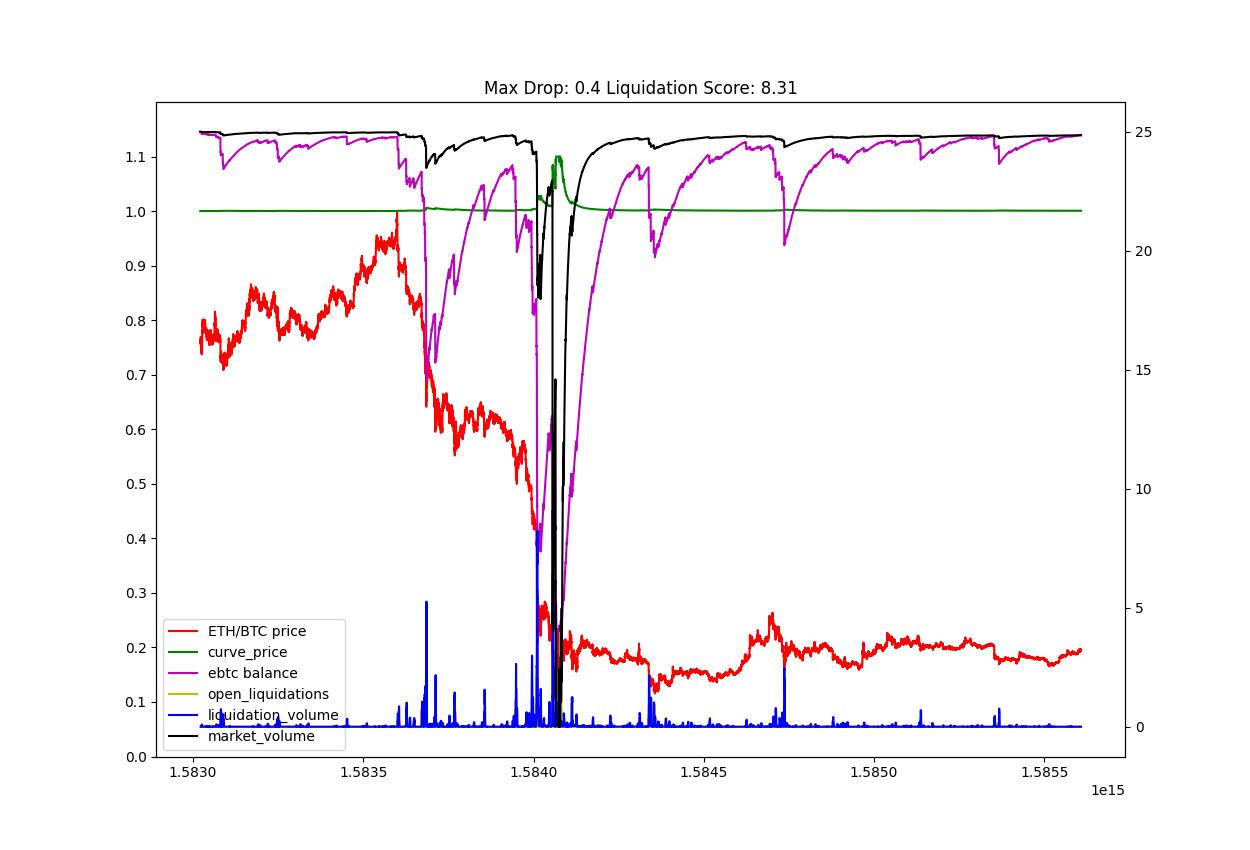 Max Drop: 0.4 Liquidation Score: 8.31
1.1
1.0
0.9
0.8
0.7
0.6
0.5
0.4
0.3
0.2
0.1
0.0
25
20
15
10
5
0
ETH/BTC price
curve_price
ebtc balance
open_liquidations
liquidation_volume
market_volume
1.5830 1.5835 1.5840 1.5845 1.5850 1.5855
1e15